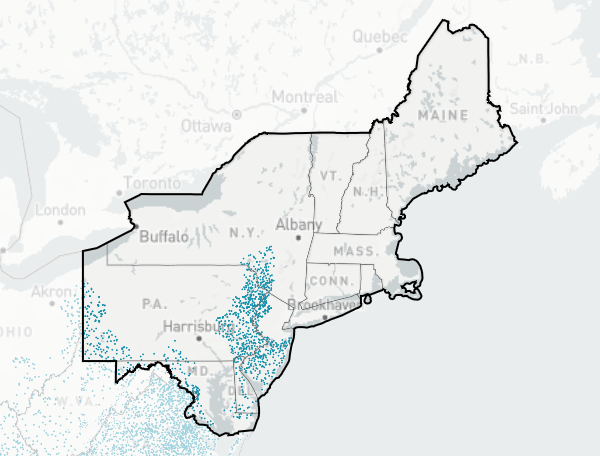 Quebec
N.B.
Montreal
Ottawa
Saint John
MAINE
VT.
N.H.
Toronto
London
Buffalo
N.Y.
Albany
MASS.
CONN.
Akron
PA.
Brookhaven
Harrisburg
OHIO
MD.
DEL.
W.VA.